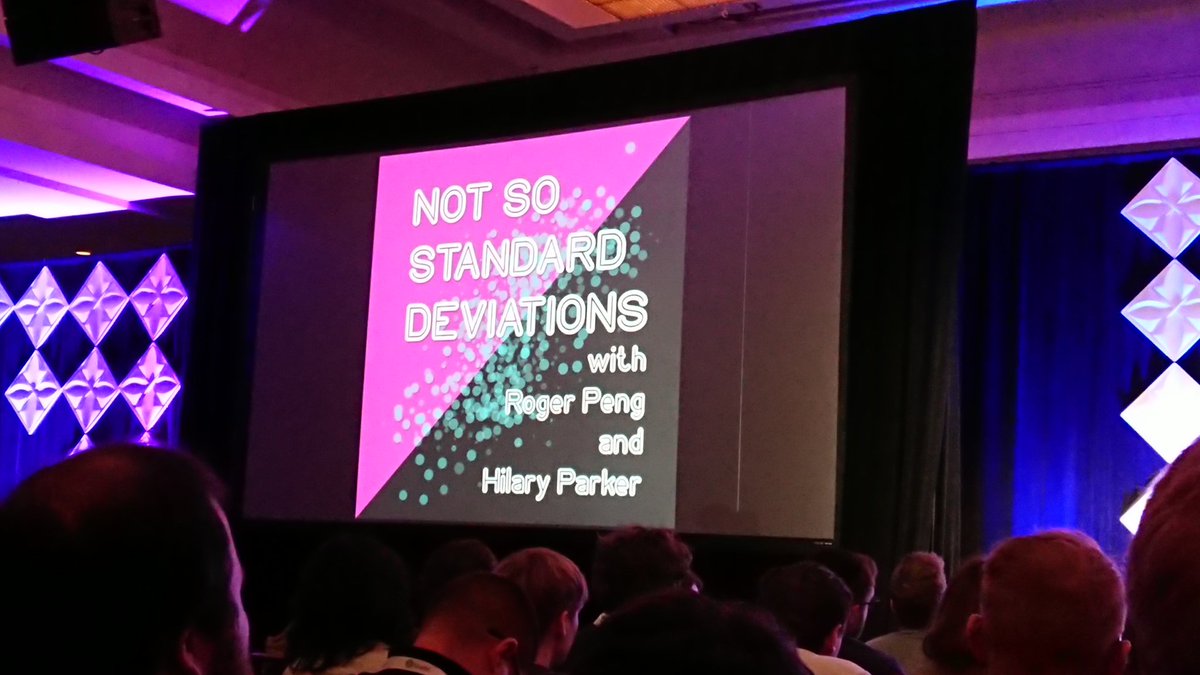 NOT SO
STANDARD
DEVIATIONS
with
Roger Peng
and
Hilary Parker